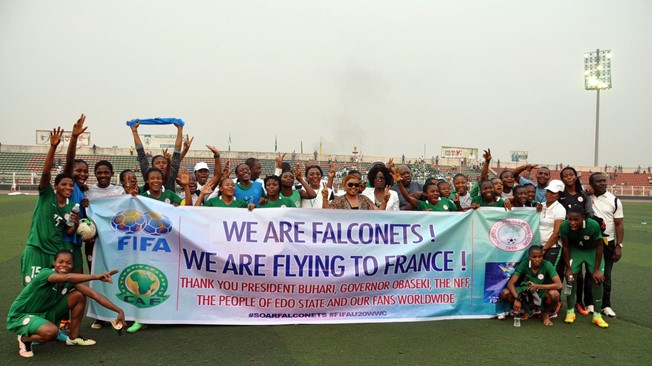 FIFA
CAF
WE ARE FALCONETS !
WE ARE FLYING TO FRANCE !
THANK YOU PRESIDENT BUHARI, GOVERNOR OBASEKI, THE NFF,
THE PEOPLE OF EDO STATE AND OUR FANS WORLDWIDE
#SOARFALCONETS #FIFAU20WWC
15